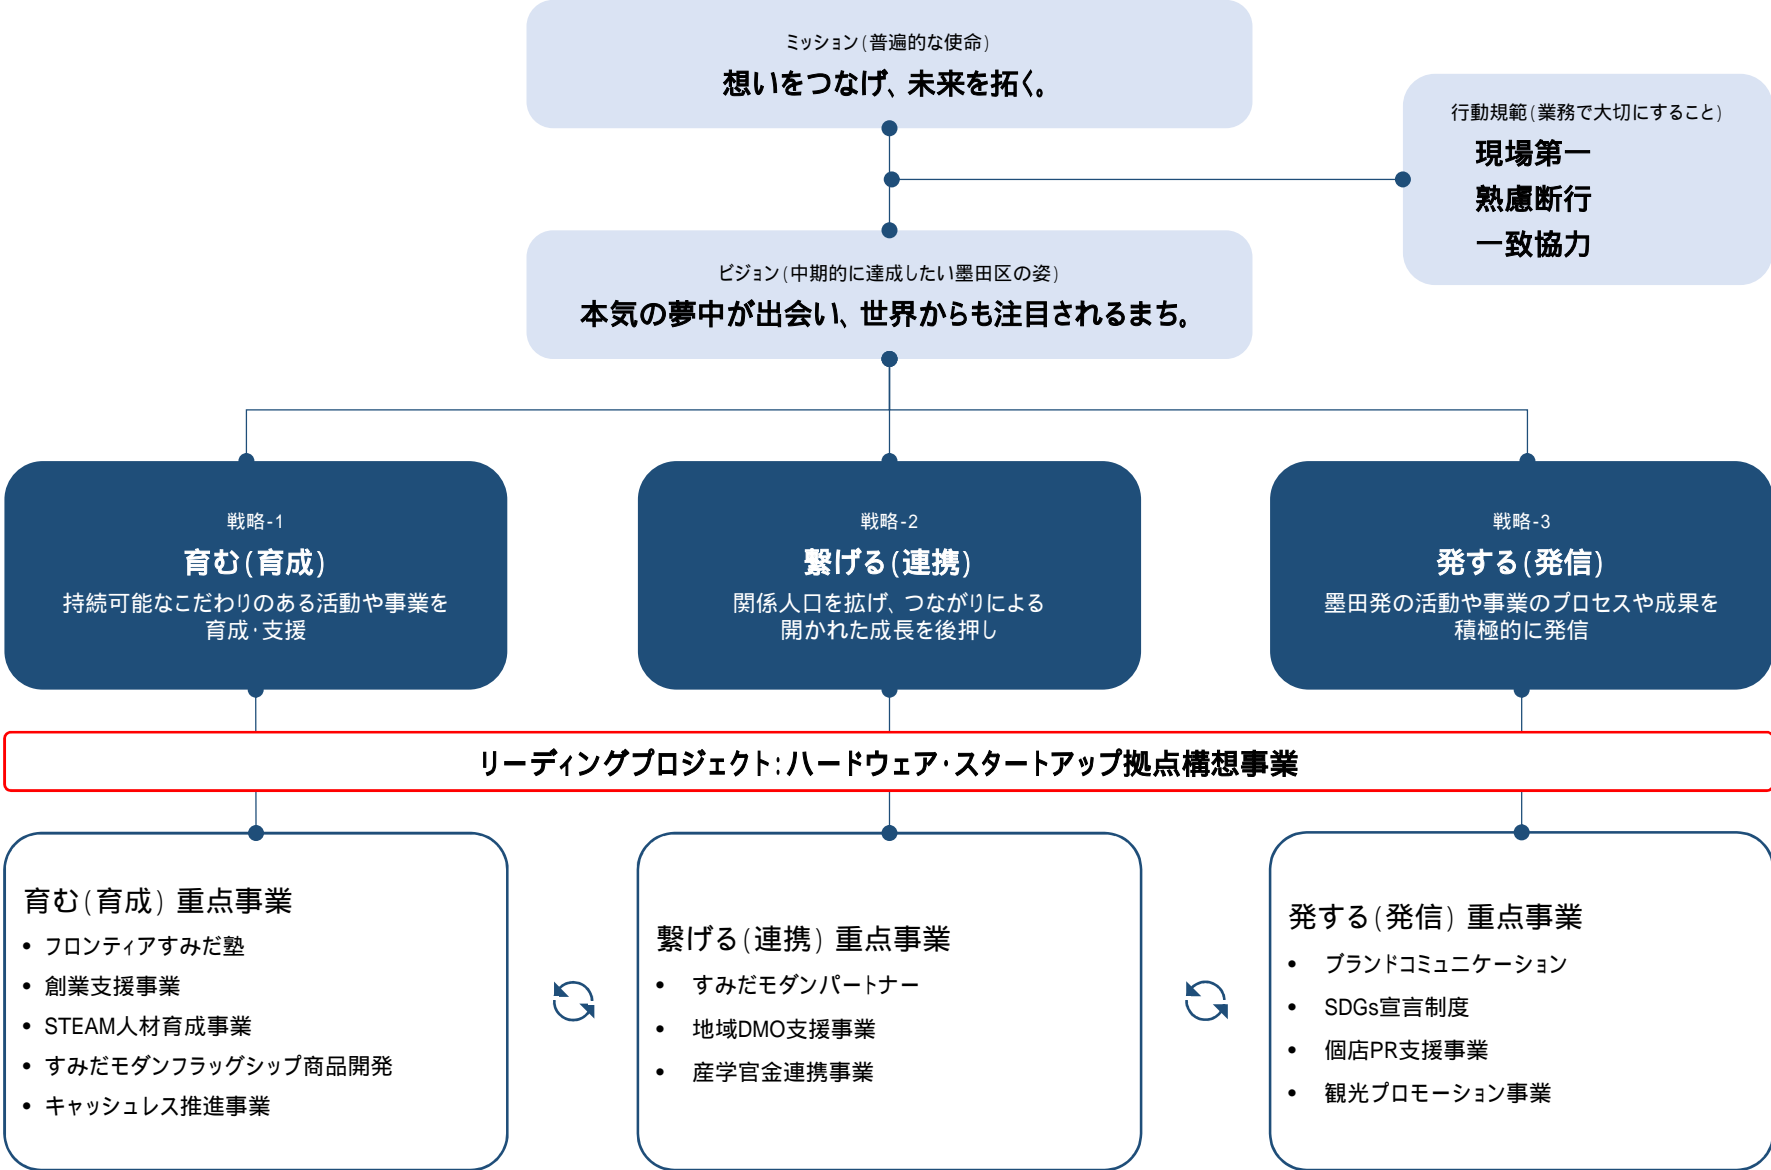 ミッション(普遍的な使命)
想いをつなげ、未来を拓く。
行動規範(業務で大切にすること)
現場第一
熟慮断行
一致協力
ビジョン(中期的に達成したい墨田区の姿)
本気の夢中が出会い、世界からも注目されるまち。
戦略-1
育む(育成)
持続可能なこだわりのある活動や事業を
育成・支援
戦略-2
繋げる(連携)
関係人口を拡げ、つながりによる
開かれた成長を後押し
戦略-3
発する(発信)
墨田発の活動や事業のプロセスや成果を
積極的に発信
リーディングプロジェクト:ハードウェア・スタートアップ拠点構想事業
育む(育成) 重点事業
• フロンティアすみだ塾
• 創業支援事業
• STEAM人材育成事業
• すみだモダンフラッグシップ商品開発
• キャッシュレス推進事業
繋げる(連携) 重点事業
• すみだモダンパートナー
• 地域DMO支援事業
• 産学官金連携事業
発する(発信) 重点事業
• ブランドコミュニケーション
• SDGs宣言制度
• 個店PR支援事業
• 観光プロモーション事業